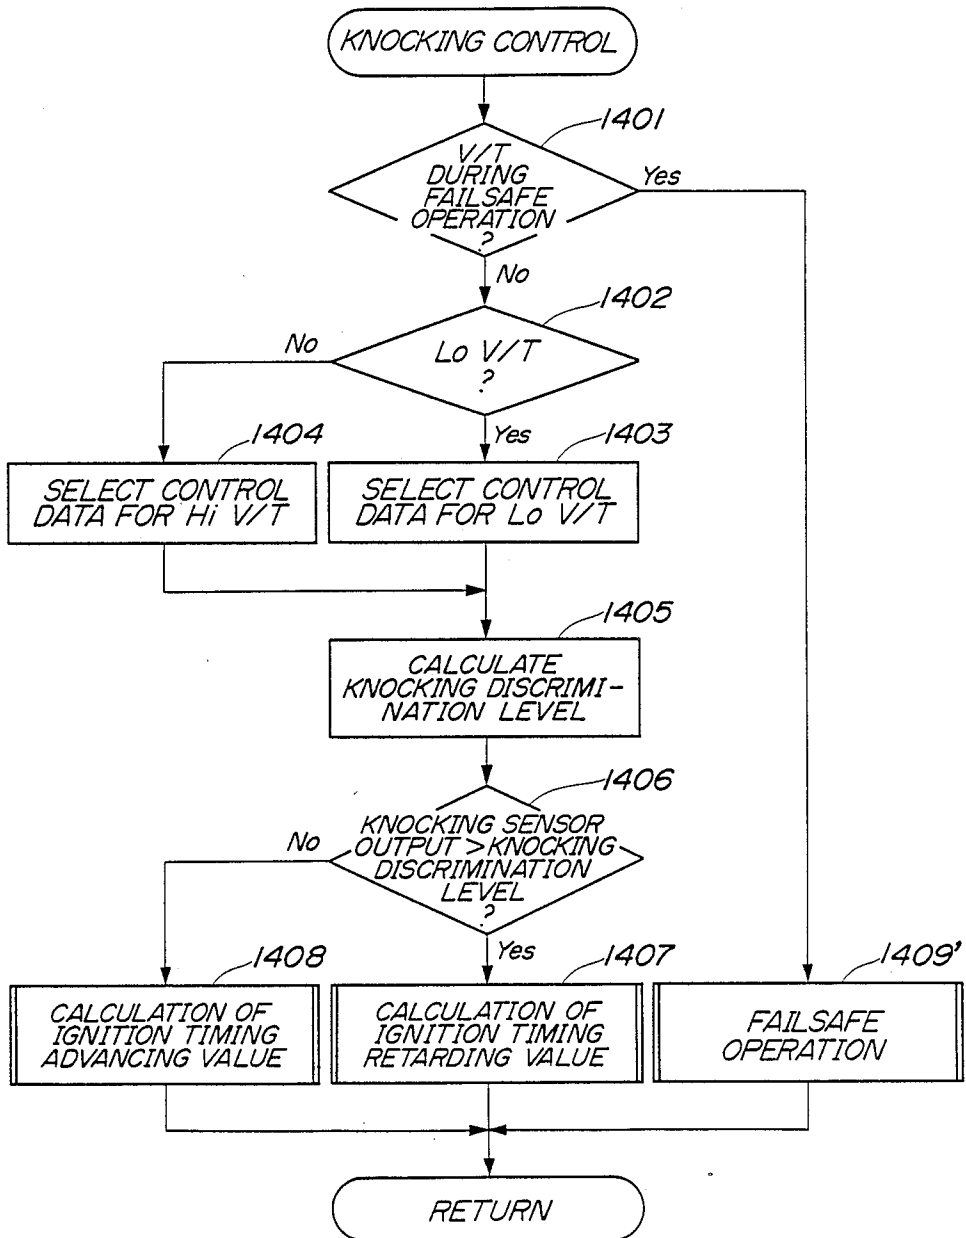 KNOCKING CONTROL
1401
V/T
DURING
FAILSAFE
OPERATION
?
Yes
No
1402
Lo V/T
?
No
Yes
1404
1403
SELECT CONTROL
DATA FOR Hi V/T
SELECT CONTROL
DATA FOR Lo V/T
1405
CALCULATE
KNOCKING DISCRIMI-
NATION LEVEL
1406
KNOCKING SENSOR
OUTPUT > KNOCKING
DISCRIMINATION
LEVEL
?
No
Yes
1408
1407
1409'
CALCULATION OF
IGNITION TIMING
ADVANCING VALUE
CALCULATION OF
IGNITION TIMING
RETARDING VALUE
FAILSAFE
OPERATION
RETURN